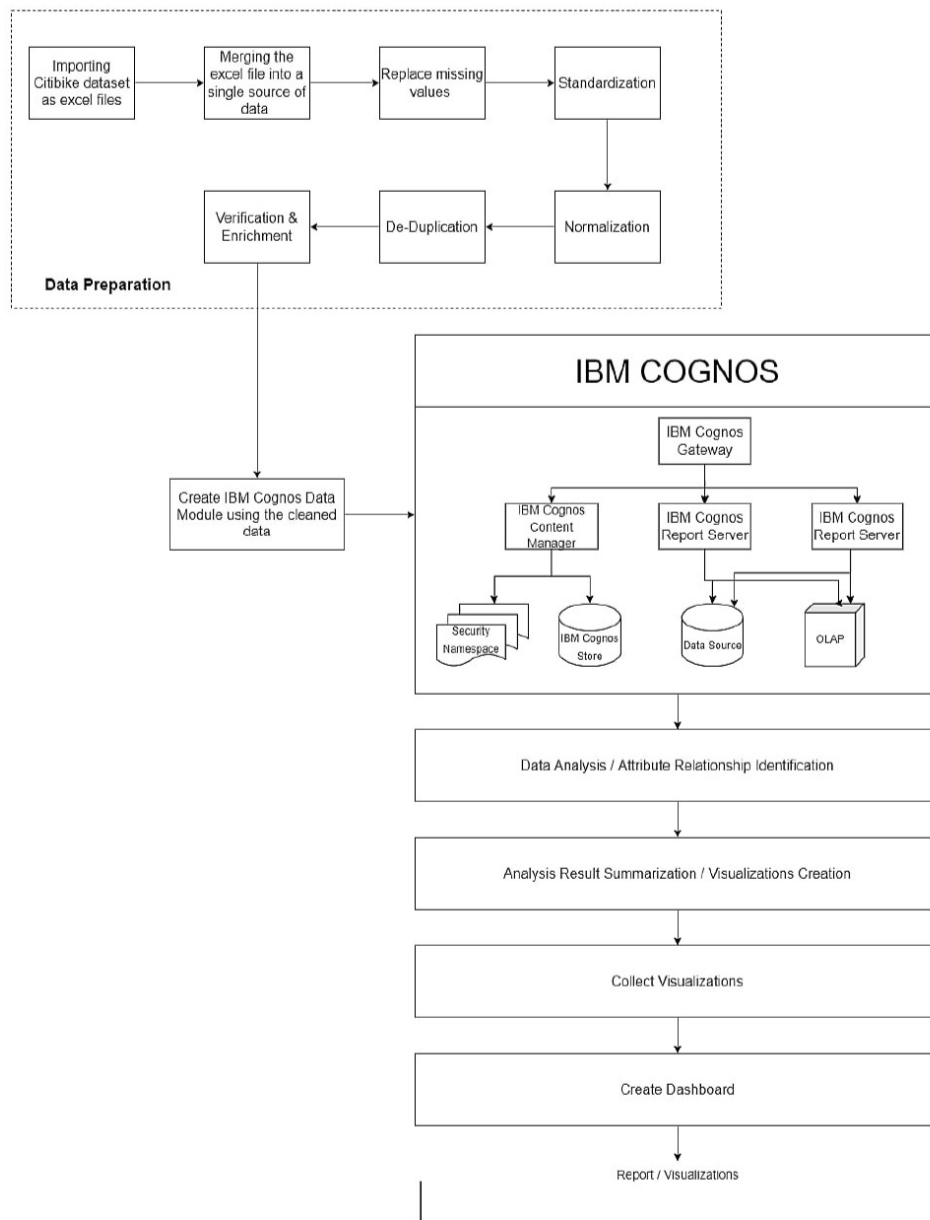 Importing
Citibike dataset
as excel files
Merging the
excel file into a
single source of
data
Replace missing
values
Standardization
Verification &
Enrichment
De-Duplication
Normalization
Data Preparation
IBM COGNOS
IBM Cognos
Gateway
Create IBM Cognos Data
Module using the cleaned
data
IBM Cognos
Content
Manager
IBM Cognos
Report Server
IBM Cognos
Report Server
Security
Namespace
IBM Cognos
Store
Data Source
OLAP
Data Analysis / Attribute Relationship Identification
Analysis Result Summarization / Visualizations Creation
Collect Visualizations
Create Dashboard
Report / Visualizations